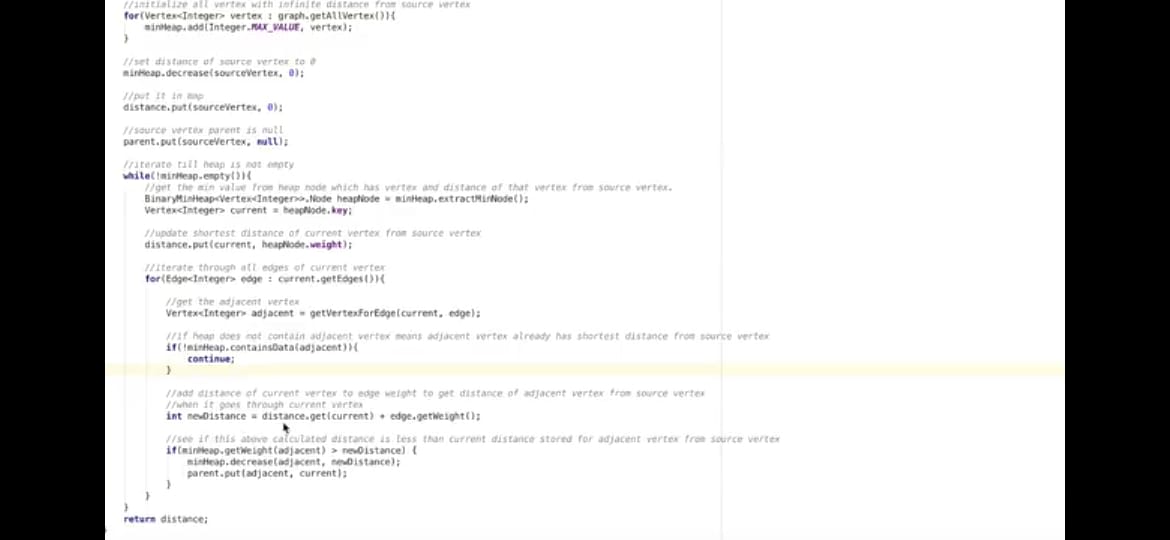 //initialize all vertex with infinite distance from source vertex
for(Vertex<Integer> vertex : graph.getAllVertex()){
minHeap.add(Integer.MAX_VALUE, vertex);
}
//set distance of source vertex to 0
minHeap.decrease(sourceVertex, 0);
//put it in map
distance.put(sourceVertex, 0);
//source vertex parent is null
parent.put(sourceVertex, null);
//iterate till heap is not empty
while(!minHeap.empty()){
//get the min value from heap node which has vertex and distance of that vertex from source vertex.
BinaryMinHeap<Vertex<Integer>>.Node heapNode = minHeap.extractMinNode();
Vertex<Integer> current = heapNode.key;
//update shortest distance of current vertex from source vertex
distance.put(current, heapNode.weight);
//iterate through all edges of current vertex
for(Edge<Integer> edge : current.getEdges()){
//get the adjacent vertex
Vertex<Integer> adjacent = getVertexForEdge(current, edge);
//if heap does not contain adjacent vertex means adjacent vertex already has shortest distance from source vertex
if(!minHeap.containsData(adjacent)){
continue;
}
//add distance of current vertex to edge weight to get distance of adjacent vertex from source vertex
//when it goes through current vertex
int newDistance = distance.get(current) + edge.getWeight();
//see if this above calculated distance is less than current distance stored for adjacent vertex from source vertex
if(minHeap.getWeight(adjacent) > newDistance) {
minHeap.decrease(adjacent, newDistance);
parent.put(adjacent, current);
}
}
}
return distance;